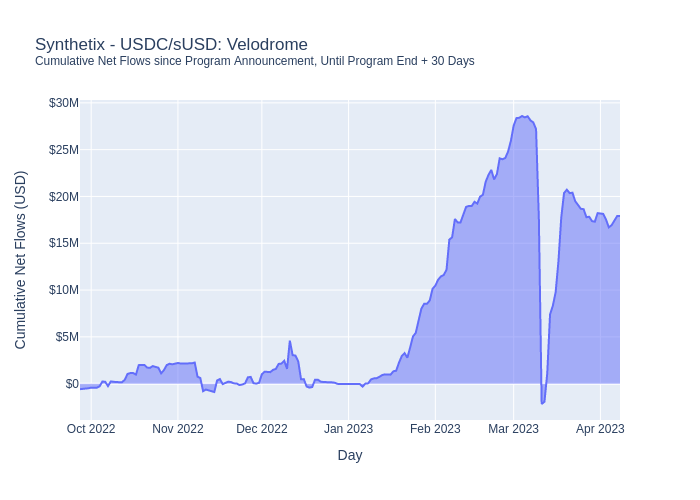 Synthetix - USDC/sUSD: Velodrome
Cumulative Net Flows since Program Announcement, Until Program End + 30 Days
Cumulative Net Flows (USD)
$30M
$25M
$20M
$15M
$10M
$5M
$0
Oct 2022 Nov 2022 Dec 2022 Jan 2023 Feb 2023 Mar 2023 Apr 2023
Day